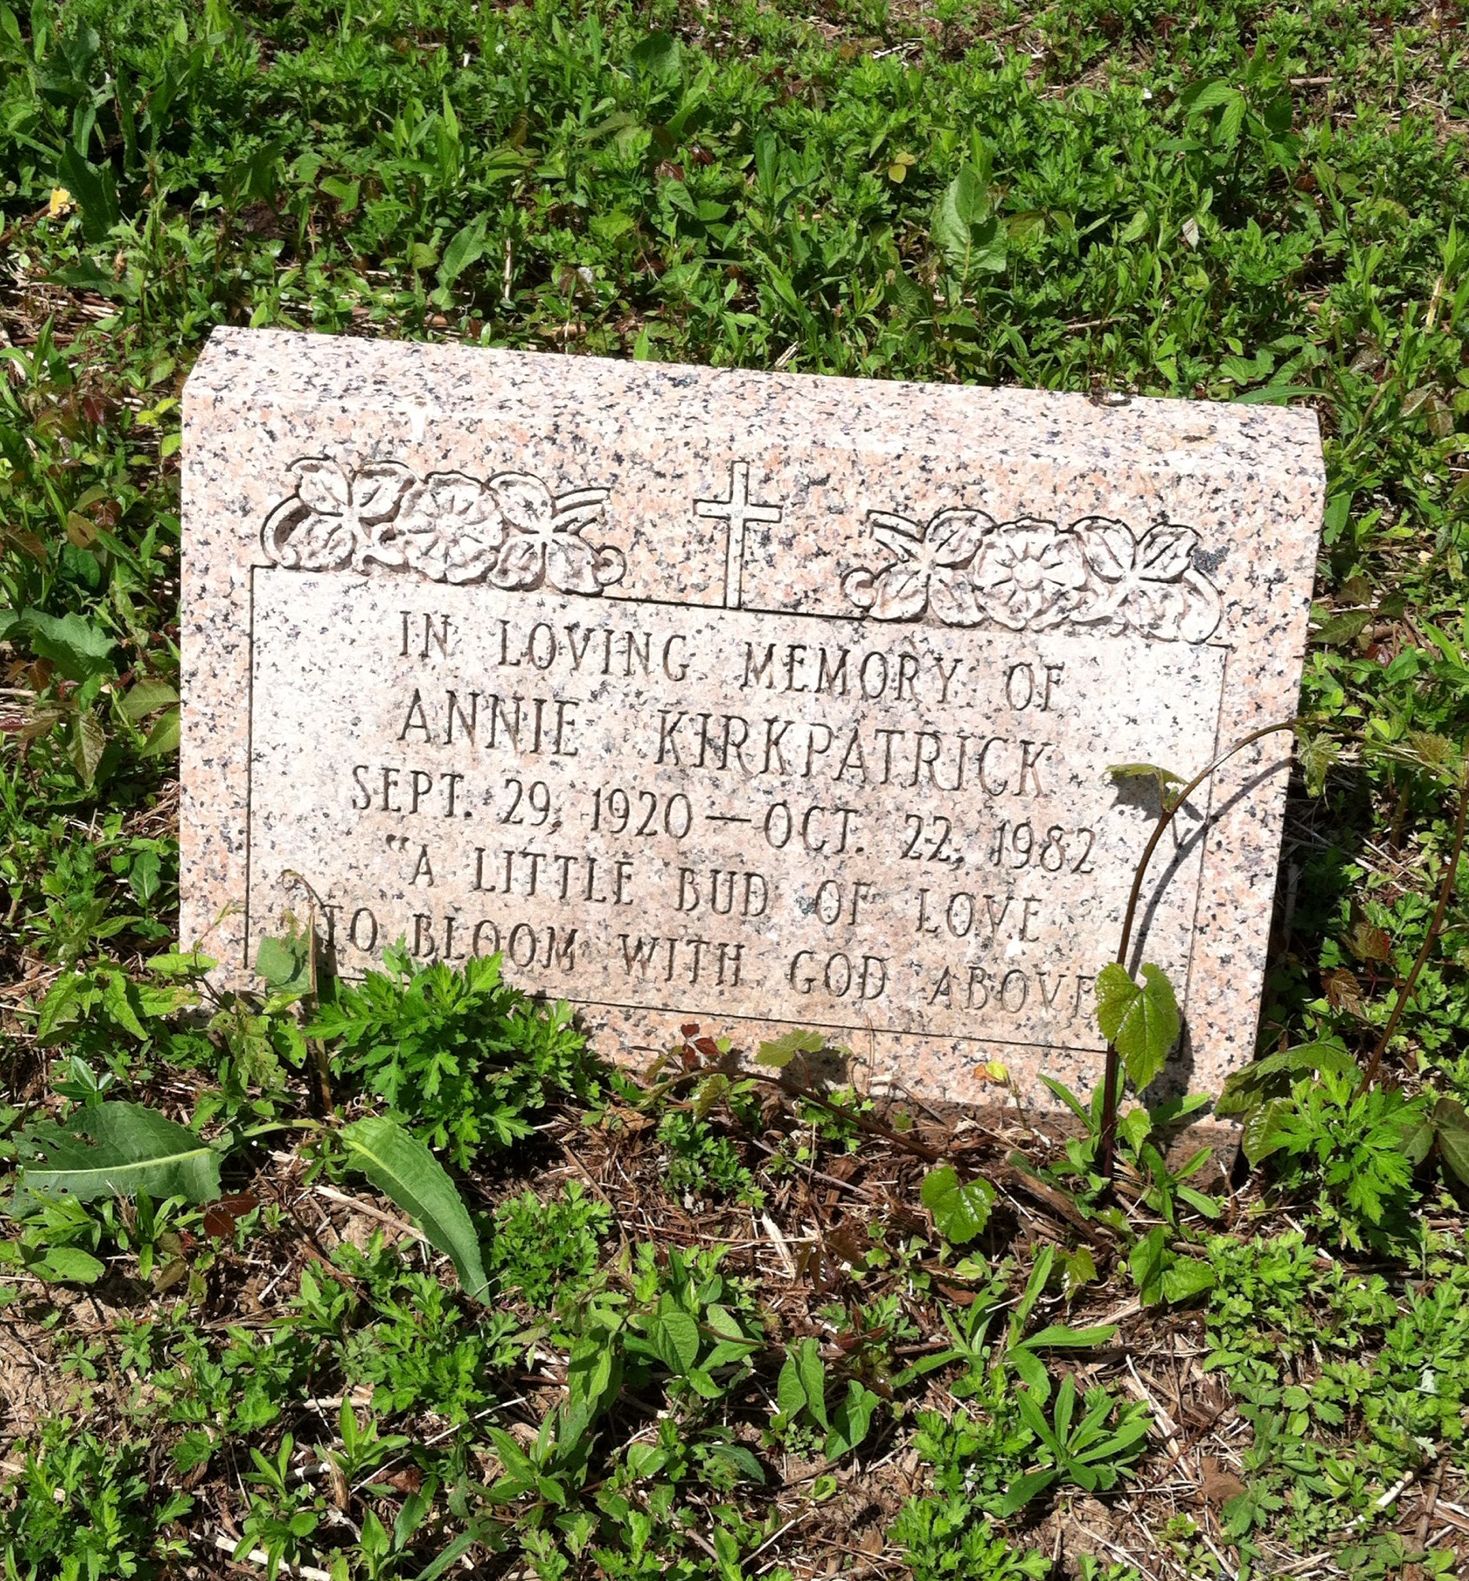 IN LOVING MEMORY OF
ANNIE KIRKPATRICK
SEPT. 29, 1920 — OCT. 22, 1982
"A LITTLE BUD OF LOVE
TO BLOOM WITH GOD ABOVE